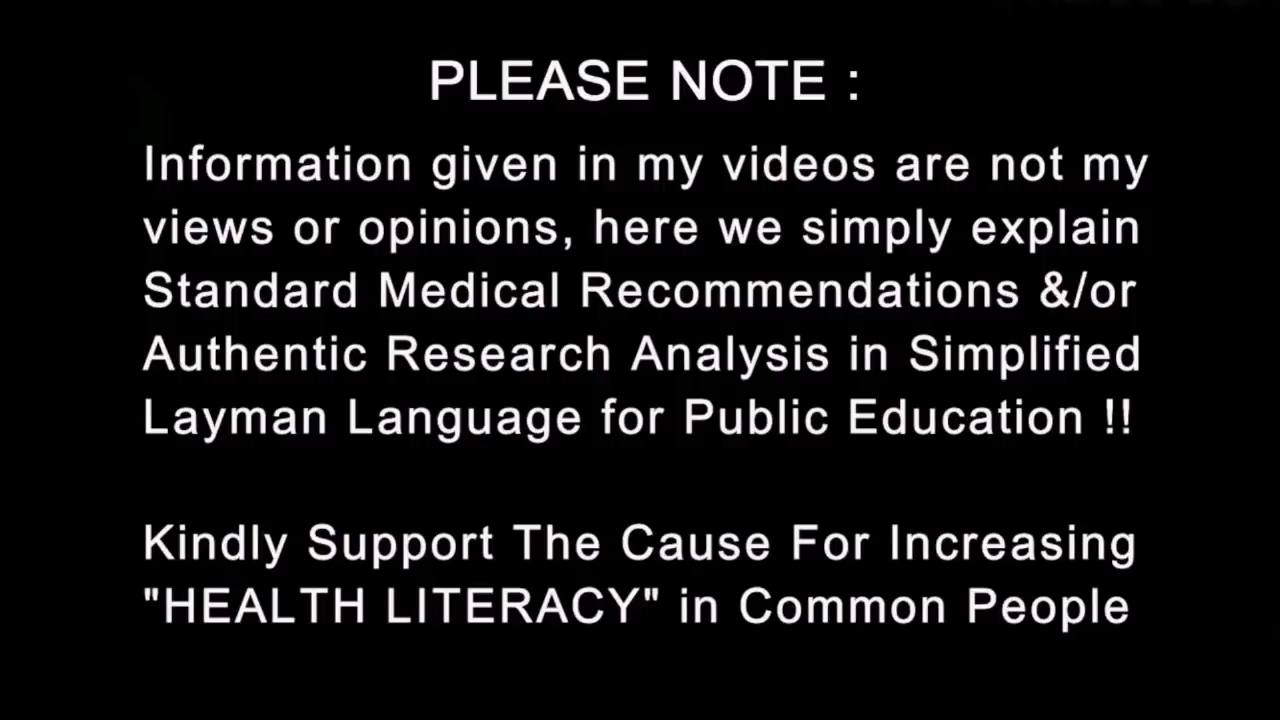 PLEASE NOTE :
Information given in my videos are not my
views or opinions, here we simply explain
Standard Medical Recommendations &/or
Authentic Research Analysis in Simplified
Layman Language for Public Education !!
Kindly Support The Cause For Increasing
"HEALTH LITERACY" in Common People